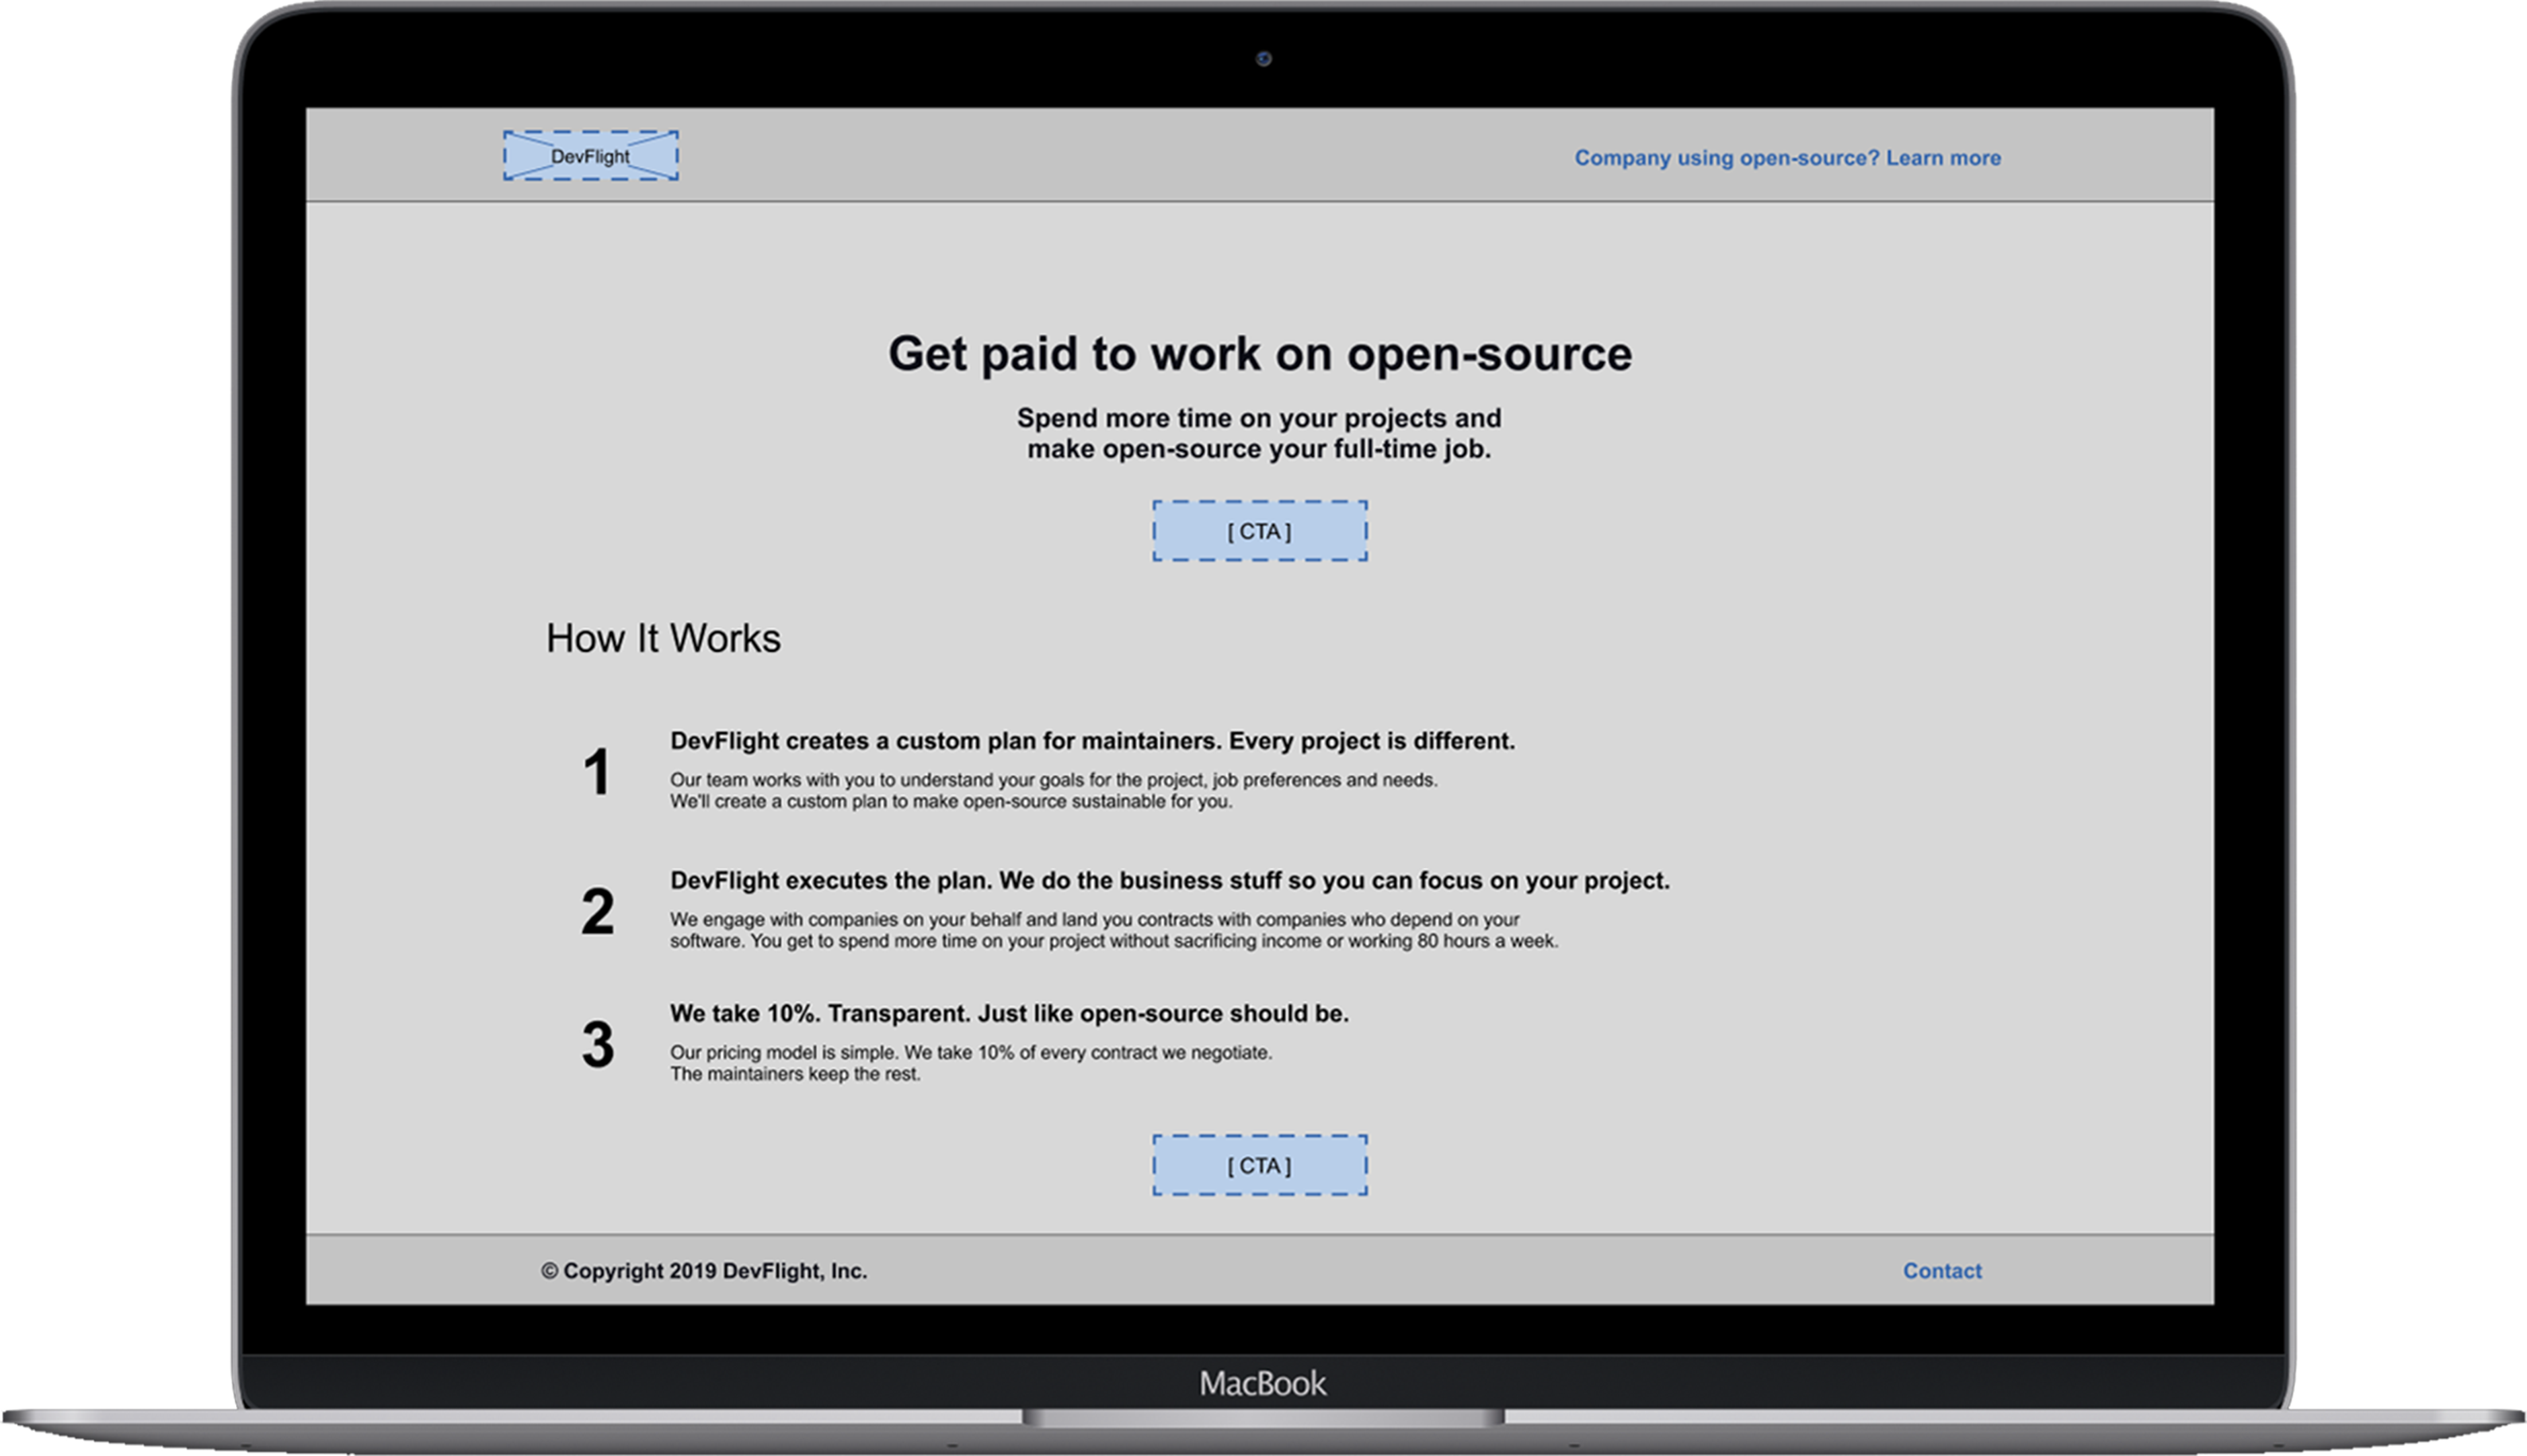 DevFlight
Company using open-source? Learn more
Get paid to work on open-source
Spend more time on your projects and
make open-source your full-time job.
[ CTA ]
How It Works
1
DevFlight creates a custom plan for maintainers. Every project is different.
Our team works with you to understand your goals for the project, job preferences and needs.
We'll create a custom plan to make open-source sustainable for you.
2
DevFlight executes the plan. We do the business stuff so you can focus on your project.
We engage with companies on your behalf and land you contracts with companies who depend on your
software. You get to spend more time on your project without sacrificing income or working 80 hours a week.
3
We take 10%. Transparent. Just like open-source should be.
Our pricing model is simple. We take 10% of every contract we negotiate.
The maintainers keep the rest.
[ CTA ]
© Copyright 2019 DevFlight, Inc.
Contact
MacBook